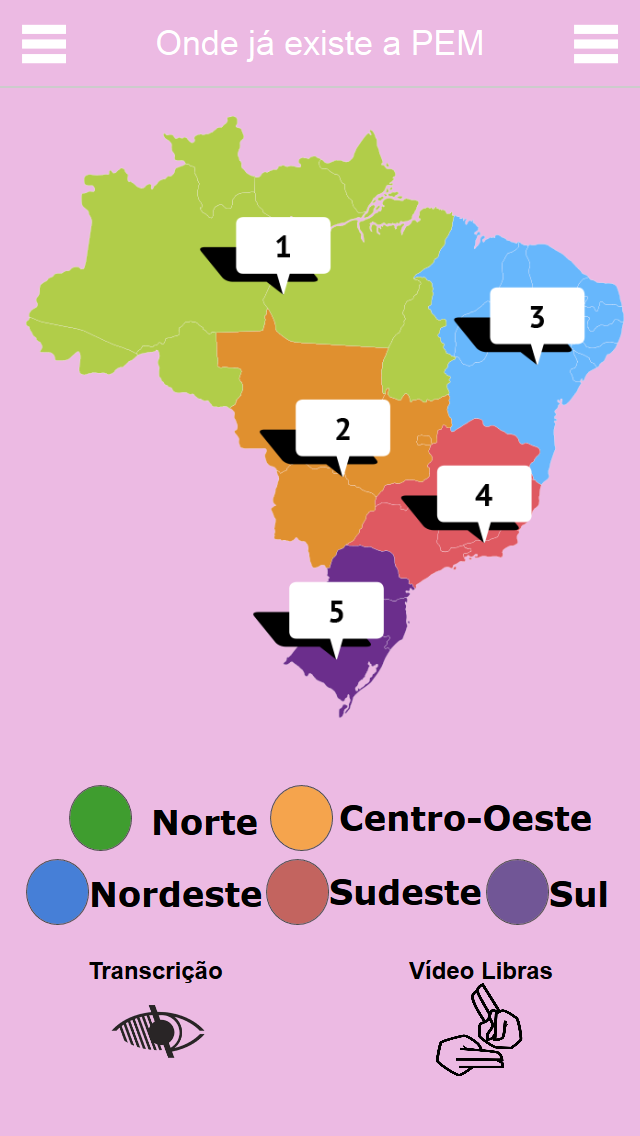 Onde já existe a PEM
1
3
2
4
5
Norte
Centro-Oeste
Nordeste
Sudeste
Sul
Transcrição
Vídeo Libras